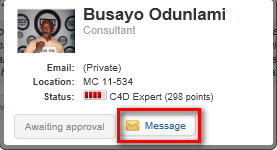 Busayo Odunlami
Consultant
Email: (Private)
Location: MC 11-534
Status: C4D Expert (298 points)
Awaiting approval Message